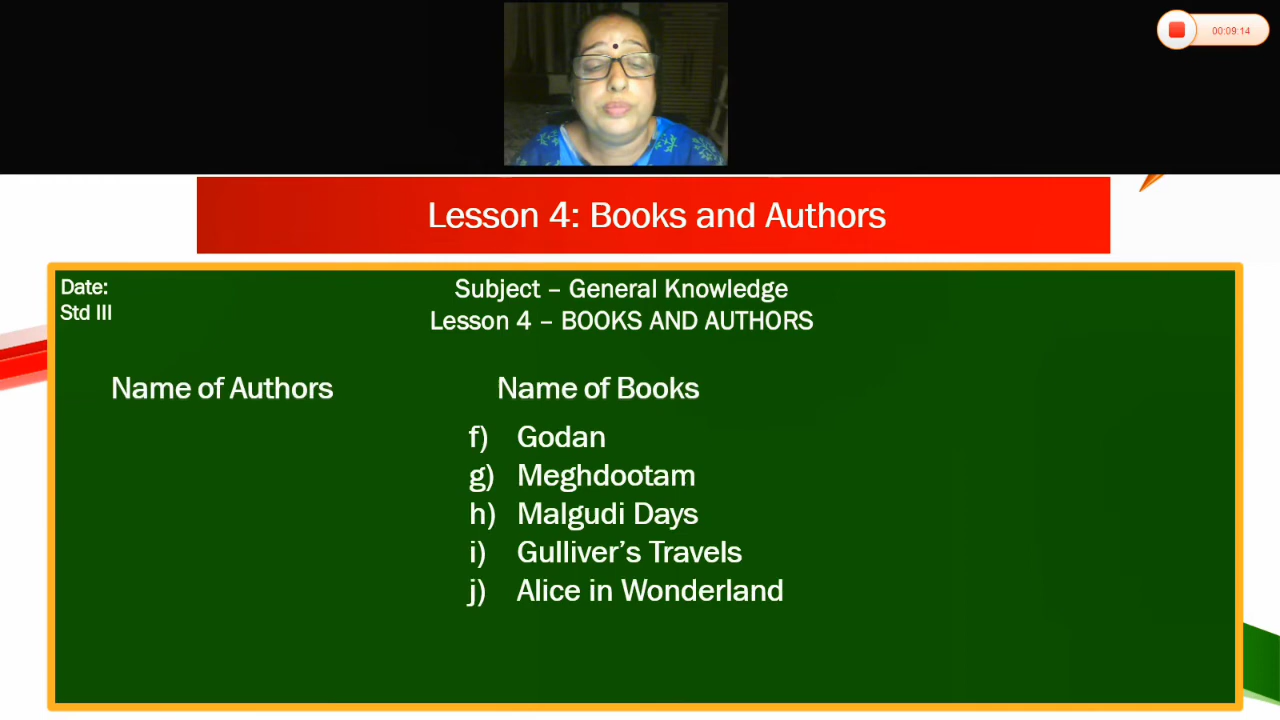 00:09:14
Lesson 4: Books and Authors
Date:
Std III
Subject – General Knowledge
Lesson 4 – BOOKS AND AUTHORS
Name of Authors
Name of Books
f) Godan
g) Meghdootam
h) Malgudi Days
i) Gulliver’s Travels
j) Alice in Wonderland